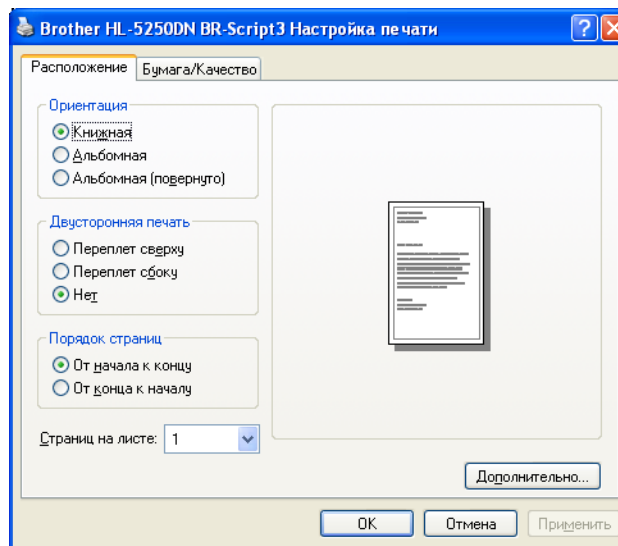 Brother HL-5250DN BR-Script3 Настройка печати
Расположение
Бумага/Качество
Ориентация
Книжная
Альбомная
Альбомная (повернуто)
Двусторонняя печать
Переплет сверху
Переплет сбоку
Нет
Порядок страниц
От начала к концу
От конца к началу
Страниц на листе: 1
Дополнительно...
OK
Отмена
Применить